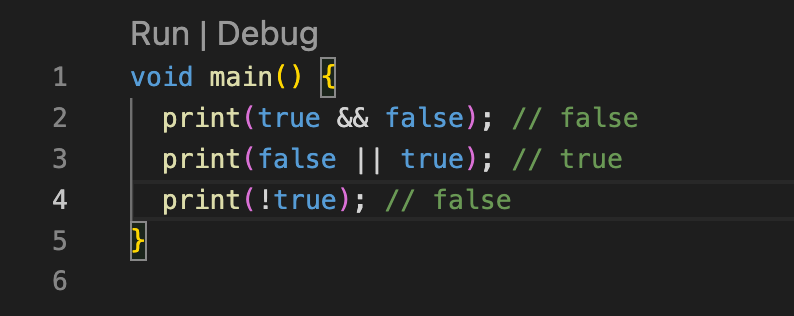 Run | Debug
1 void main() {
2 print(true && false); // false
3 print(false || true); // true
4 print(!true); // false
5 }
6